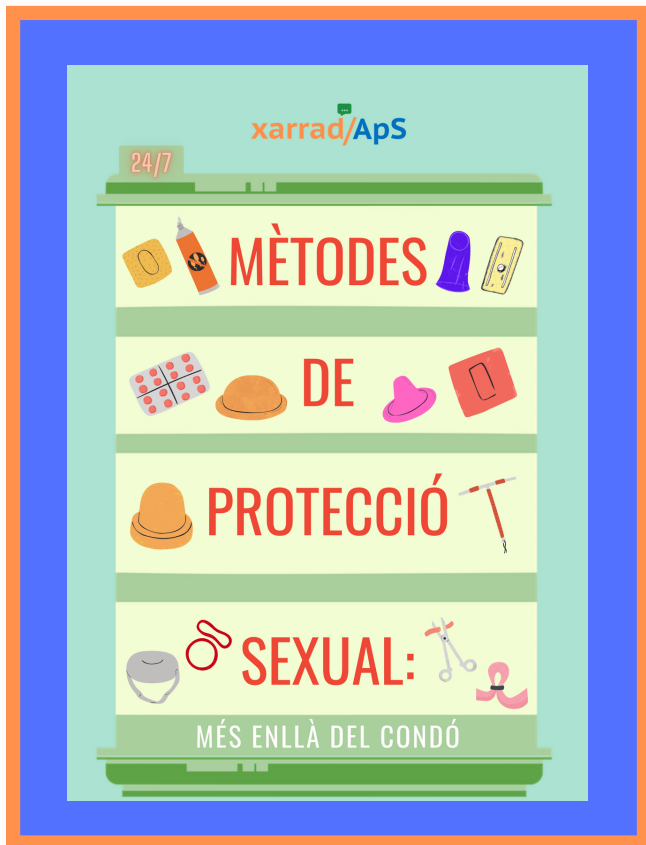 xarrad/ApS
24/7
MÈTODES
DE
PROTECCIÓ
SEXUAL:
MÉS ENLLÀ DEL CONDÓ